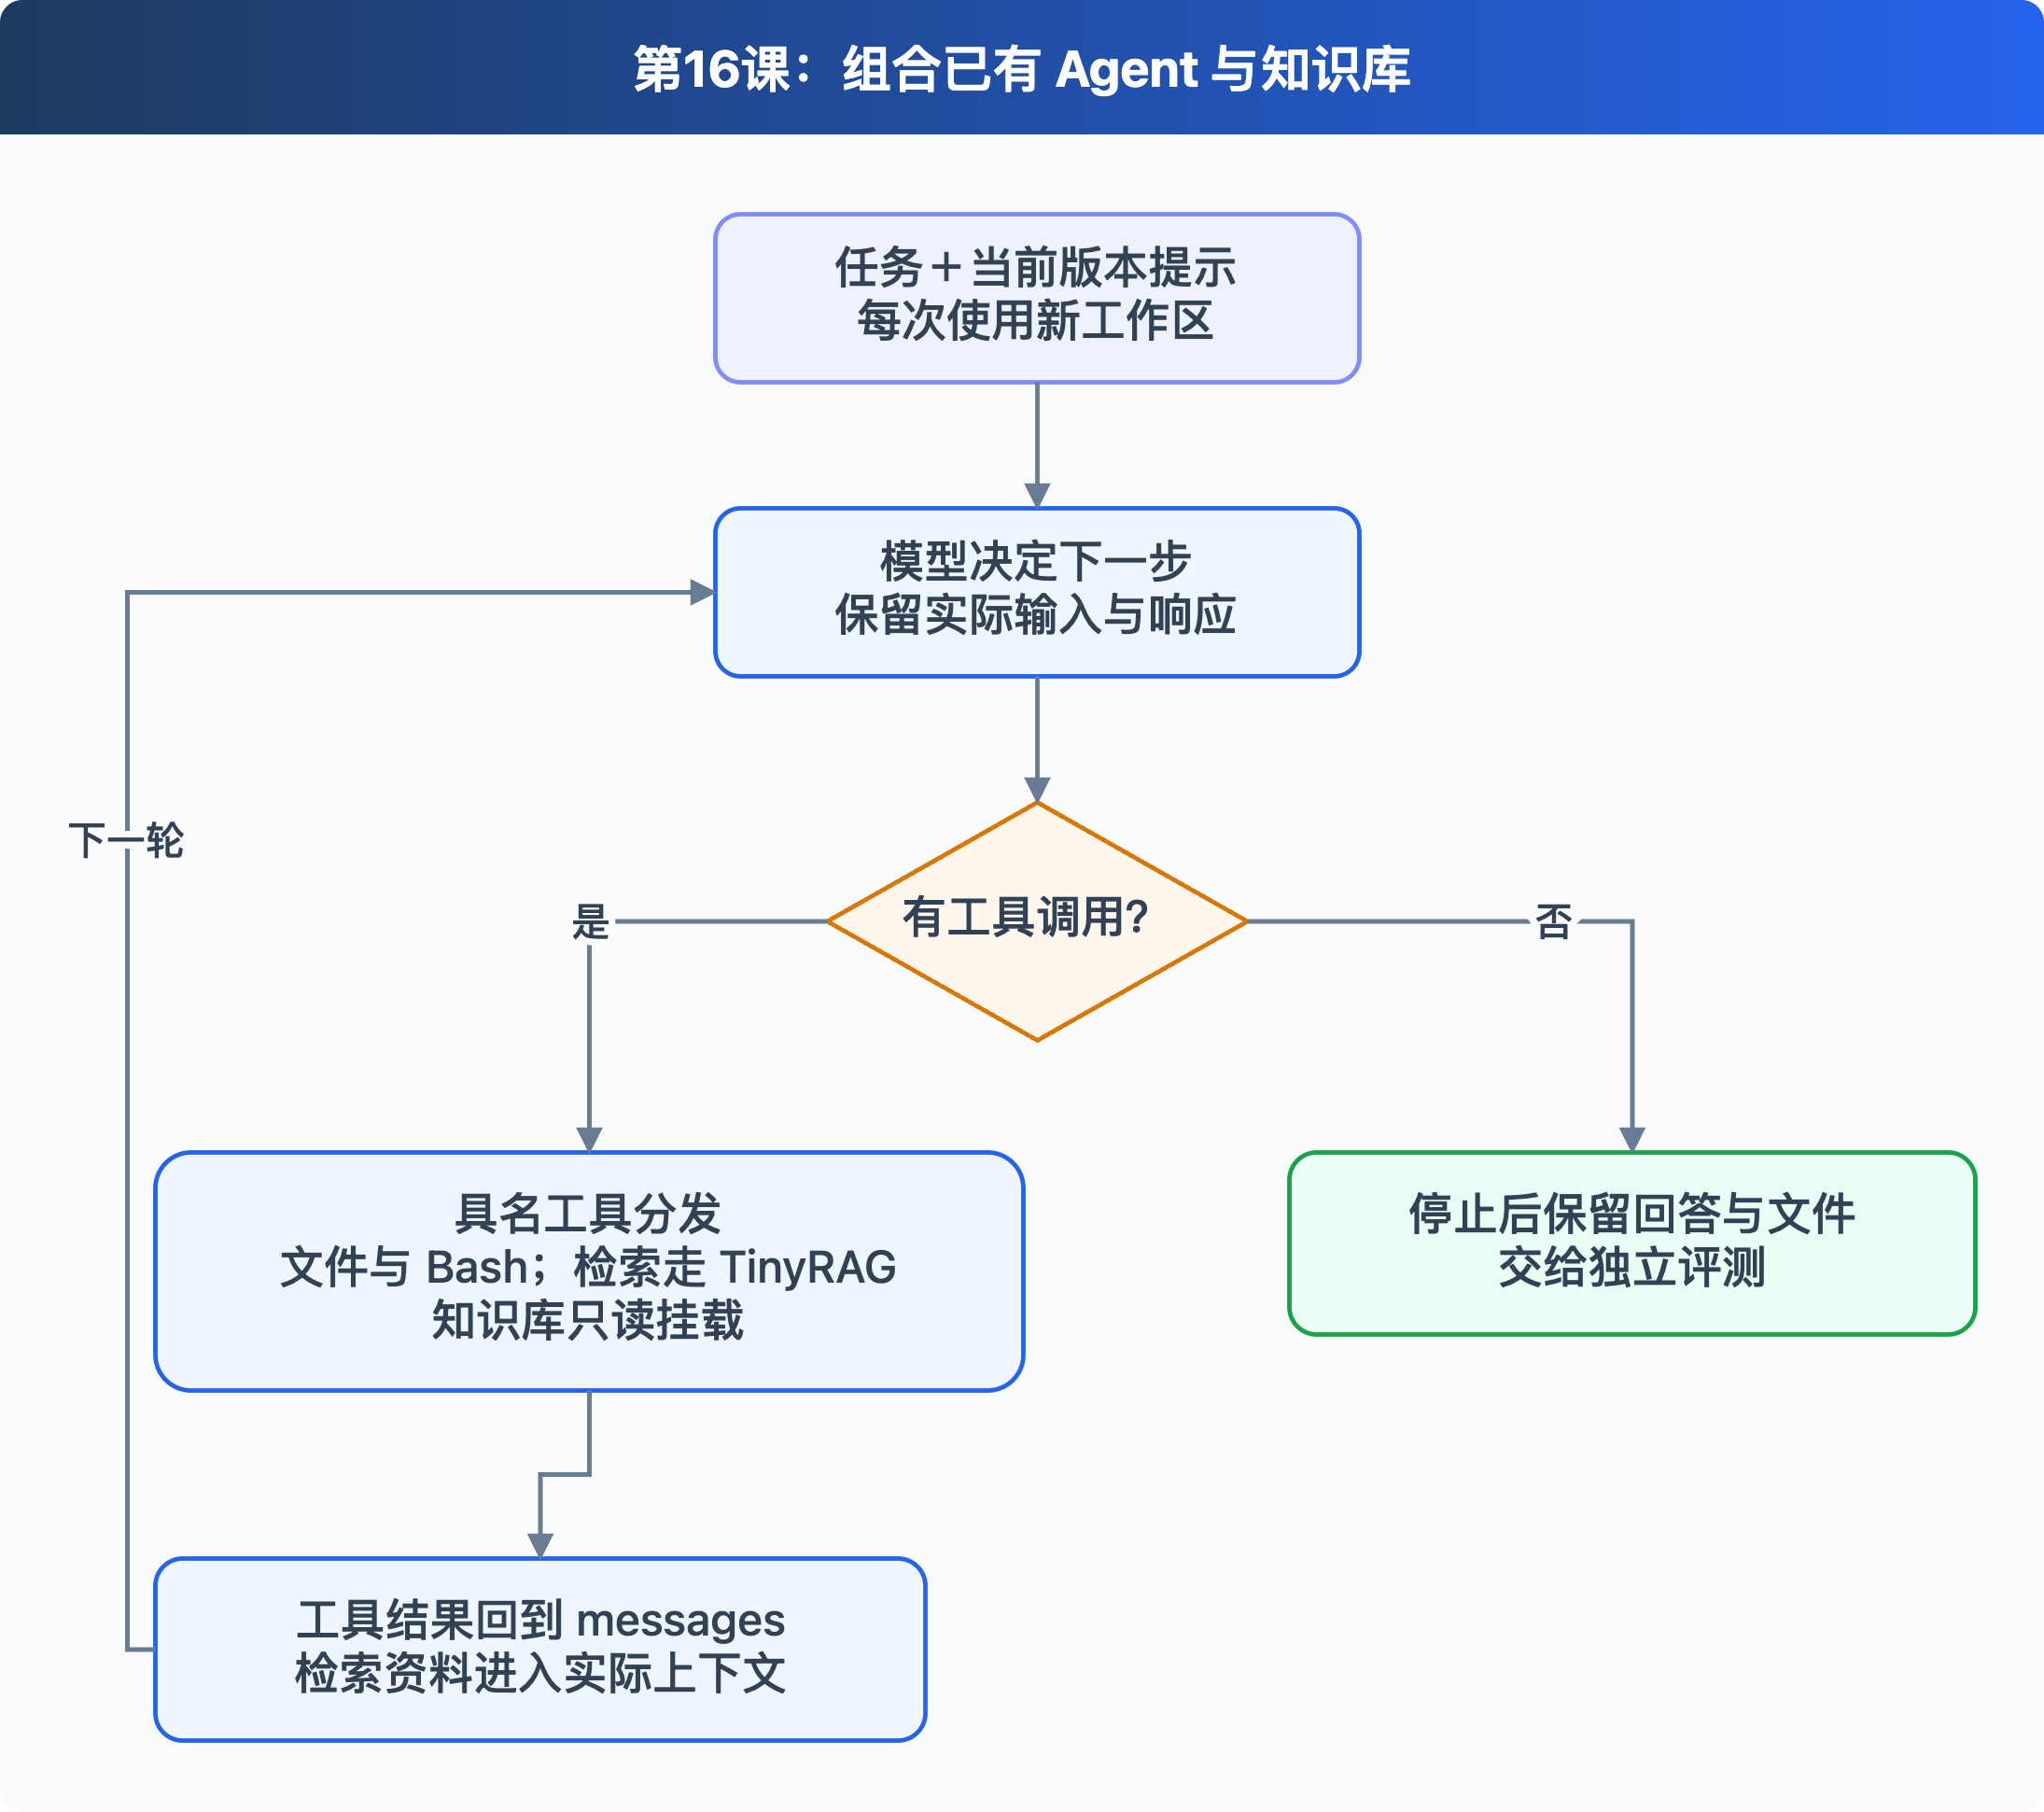 第16课：组合已有 Agent 与知识库
任务＋当前版本提示
每次使用新工作区
模型决定下一步
保留实际输入与响应
下一轮
有工具调用?
是
否
具名工具分发
文件与 Bash；检索走 TinyRAG
知识库只读挂载
停止后保留回答与文件
交给独立评测
工具结果回到 messages
检索资料进入实际上下文